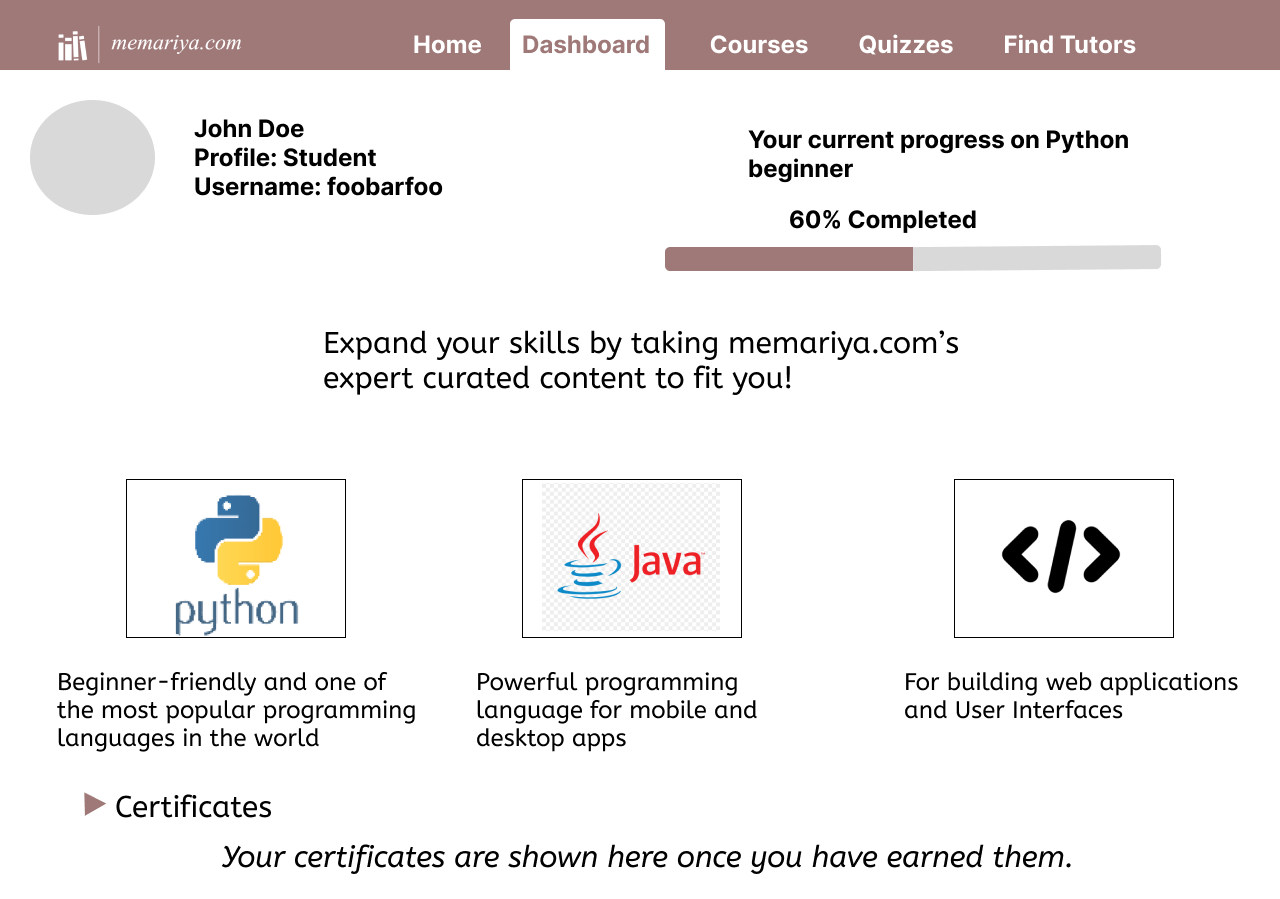 memariya.com
Home
Dashboard
Courses
Quizzes
Find Tutors
John Doe
Profile: Student
Username: foobarfoo
Your current progress on Python
beginner
60% Completed
Expand your skills by taking memariya.com’s
expert curated content to fit you!
python
Java
</>
Beginner-friendly and one of
the most popular programming
languages in the world
Powerful programming
language for mobile and
desktop apps
For building web applications
and User Interfaces
Certificates
Your certificates are shown here once you have earned them.